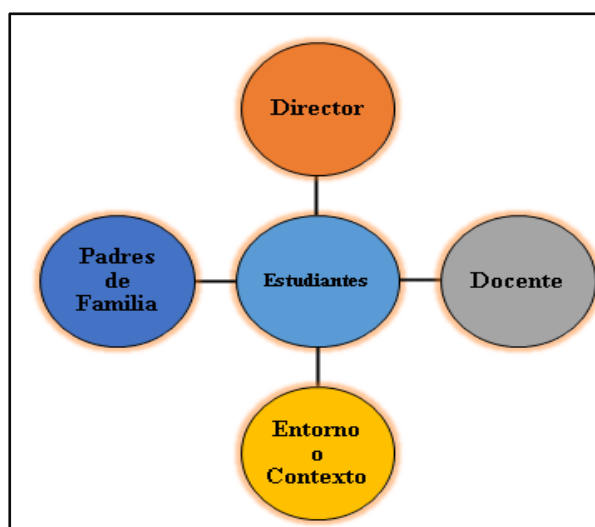 Director
Padres
de
Familia
Estudiantes
Docente
Entorno
o
Contexto